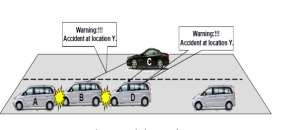 Warning:!!!
Accident at location Y.
Warning:!!!
Accident at location Y.
C
A
B
D